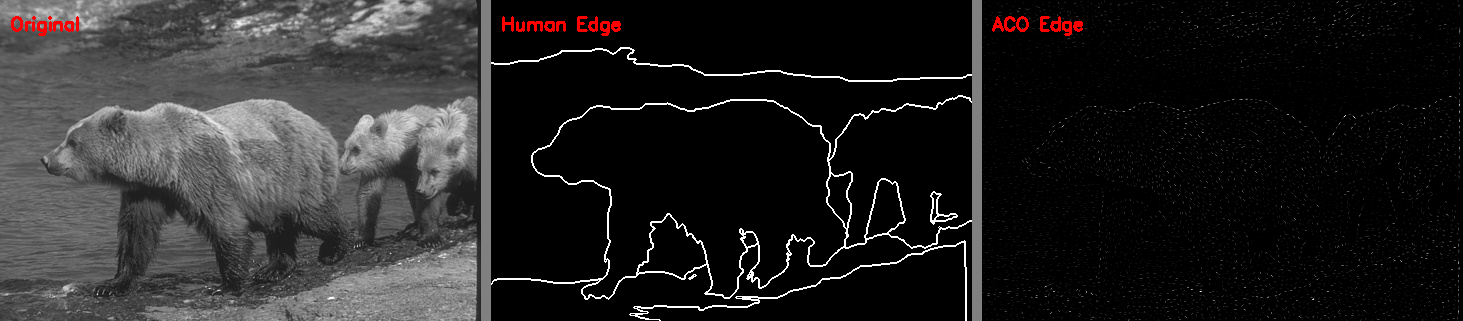 Original
Human Edge
ACO Edge